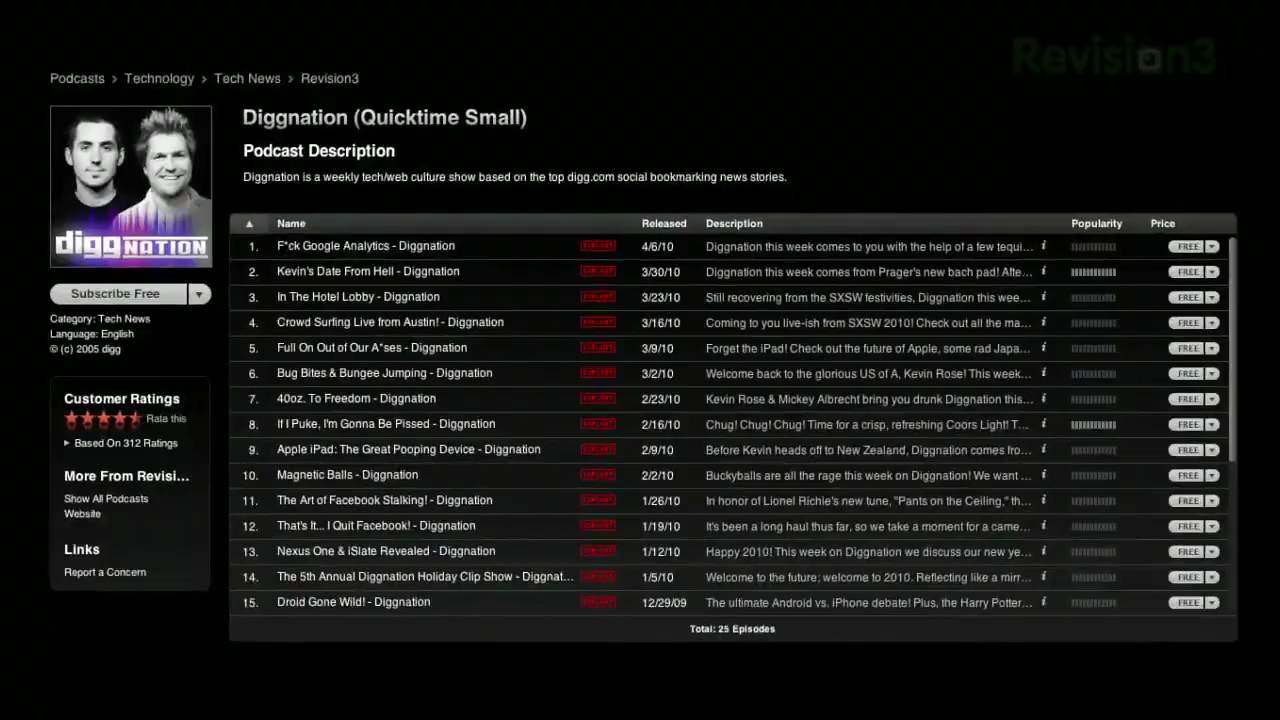 Revision3
Podcasts > Technology > Tech News > Revision3
Diggnation (Quicktime Small)
Podcast Description
Diggnation is a weekly tech/web culture show based on the top digg.com social bookmarking news stories.
digg NATION
Subscribe Free
Category: Tech News
Language: English
© (c) 2005 digg
Customer Ratings
Rate this
Based On 312 Ratings
More From Revisi...
Show All Podcasts
Website
Links
Report a Concern
Name Released Description Popularity Price
1. F*ck Google Analytics - Diggnation EXPLICIT 4/6/10 Diggnation this week comes to you with the help of a few tequi... i FREE
2. Kevin's Date From Hell - Diggnation EXPLICIT 3/30/10 Diggnation this week comes from Prager's new bach pad! Afte... i FREE
3. In The Hotel Lobby - Diggnation EXPLICIT 3/23/10 Still recovering from the SXSW festivities, Diggnation this wee... i FREE
4. Crowd Surfing Live from Austin! - Diggnation EXPLICIT 3/16/10 Coming to you live-ish from SXSW 2010! Check out all the ma... i FREE
5. Full On Out of Our A*ses - Diggnation EXPLICIT 3/9/10 Forget the iPad! Check out the future of Apple, some rad Japa... i FREE
6. Bug Bites & Bungee Jumping - Diggnation EXPLICIT 3/2/10 Welcome back to the glorious US of A, Kevin Rose! This week... i FREE
7. 40oz. To Freedom - Diggnation EXPLICIT 2/23/10 Kevin Rose & Mickey Albrecht bring you drunk Diggnation this... i FREE
8. If I Puke, I'm Gonna Be Pissed - Diggnation EXPLICIT 2/16/10 Chug! Chug! Chug! Time for a crisp, refreshing Coors Light! T... i FREE
9. Apple iPad: The Great Pooping Device - Diggnation EXPLICIT 2/9/10 Before Kevin heads off to New Zealand, Diggnation comes fro... i FREE
10. Magnetic Balls - Diggnation EXPLICIT 2/2/10 Buckyballs are all the rage this week on Diggnation! We want ... i FREE
11. The Art of Facebook Stalking! - Diggnation EXPLICIT 1/26/10 In honor of Lionel Richie's new tune, "Pants on the Ceiling," th... i FREE
12. That's It... I Quit Facebook! - Diggnation EXPLICIT 1/19/10 It's been a long haul thus far, so we take a moment for a came... i FREE
13. Nexus One & iSlate Revealed - Diggnation EXPLICIT 1/12/10 Happy 2010! This week on Diggnation we discuss our new ye... i FREE
14. The 5th Annual Diggnation Holiday Clip Show - Diggnat... EXPLICIT 1/5/10 Welcome to the future; welcome to 2010. Reflecting like a mirr... i FREE
15. Droid Gone Wild! - Diggnation EXPLICIT 12/29/09 The ultimate Android vs. iPhone debate! Plus, the Harry Potter... i FREE
Total: 25 Episodes